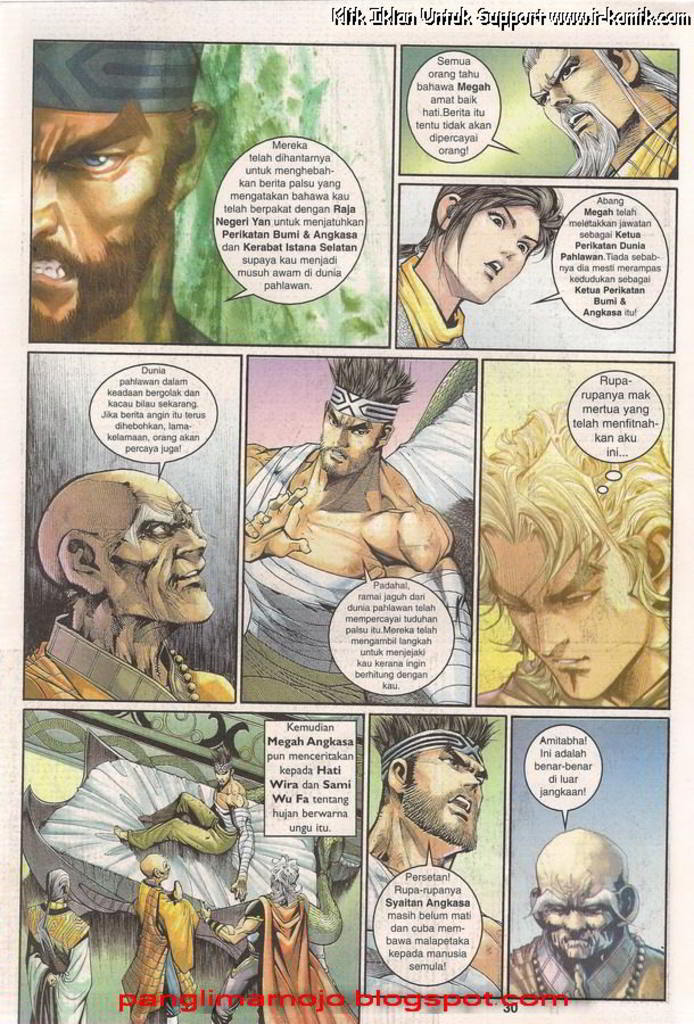 Klik Iklan Untuk Support www.i-komik.com
Mereka
telah dihantarnya
untuk menghebah-
kan berita palsu yang
mengatakan bahawa kau
telah berpakat dengan Raja
Negeri Yan untuk menjatuhkan
Perikatan Bumi & Angkasa
dan Kerabat Istana Selatan
supaya kau menjadi
musuh awam di dunia
pahlawan.
Semua
orang tahu
bahawa Megah
amat baik
hati.Berita itu
tentu tidak akan
dipercayai
orang!
Abang
Megah telah
meletakkan jawatan
sebagai Ketua
Perikatan Dunia
Pahlawan.Tiada sebab-
nya dia mesti merampas
kedudukan sebagai
Ketua Perikatan
Bumi &
Angkasa itu!
Dunia
pahlawan dalam
keadaan bergolak dan
kacau bilau sekarang.
Jika berita angin itu terus
dihebohkan, lama-
kelamaan, orang akan
percaya juga!
Padahal,
ramai jaguh dari
dunia pahlawan telah
mempercayai tuduhan
palsu itu.Mereka telah
mengambil langkah
untuk menjejaki
kau kerana ingin
berhitung dengan
kau.
Rupa-
rupanya mak
mertua yang
telah menfitnah-
kan aku
ini...
Kemudian
Megah Angkasa
pun menceritakan
kepada Hati
Wira dan Sami
Wu Fa tentang
hujan berwarna
ungu itu.
Persetan!
Rupa-rupanya
Syaitan Angkasa
masih belum mati
dan cuba mem-
bawa malapetaka
kepada manusia
semula!
Amitabha!
Ini adalah
benar-benar
di luar
jangkaan!
panglimamojo.blogspot.com
30